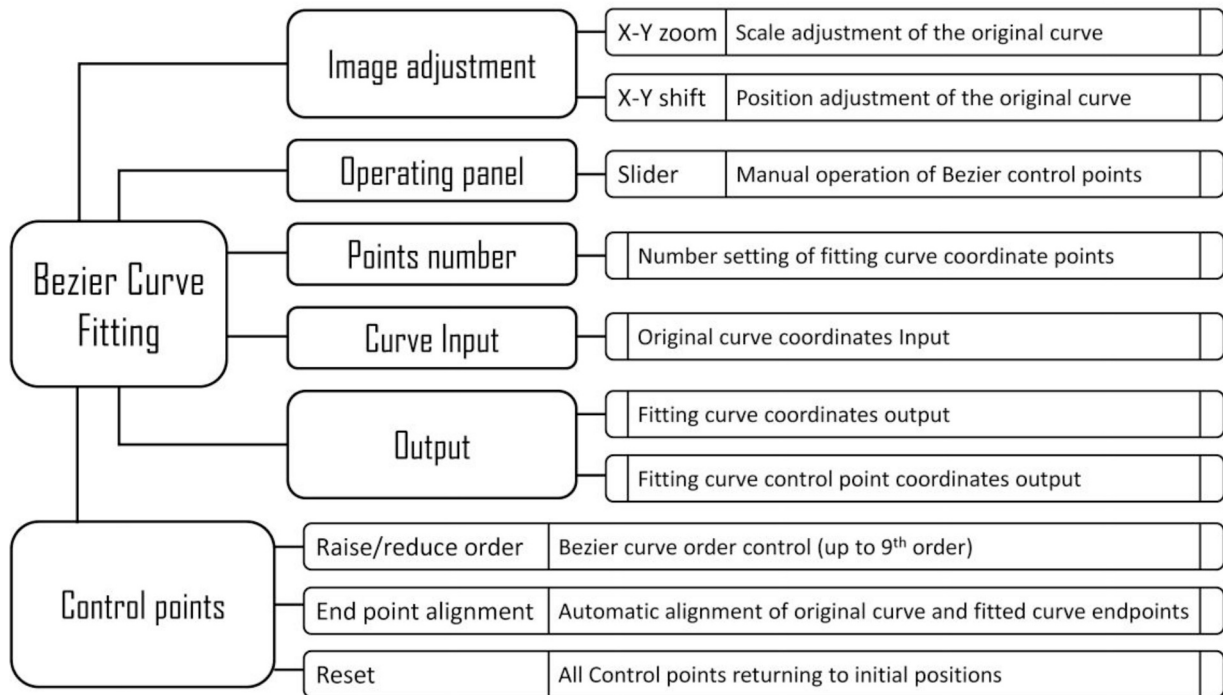 Image adjustment
X-Y zoom Scale adjustment of the original curve
X-Y shift Position adjustment of the original curve
Operating panel
Slider Manual operation of Bezier control points
Bezier Curve
Fitting
Points number
Number setting of fitting curve coordinate points
Curve Input
Original curve coordinates Input
Output
Fitting curve coordinates output
Fitting curve control point coordinates output
Control points
Raise/reduce order Bezier curve order control (up to 9th order)
End point alignment Automatic alignment of original curve and fitted curve endpoints
Reset All Control points returning to initial positions